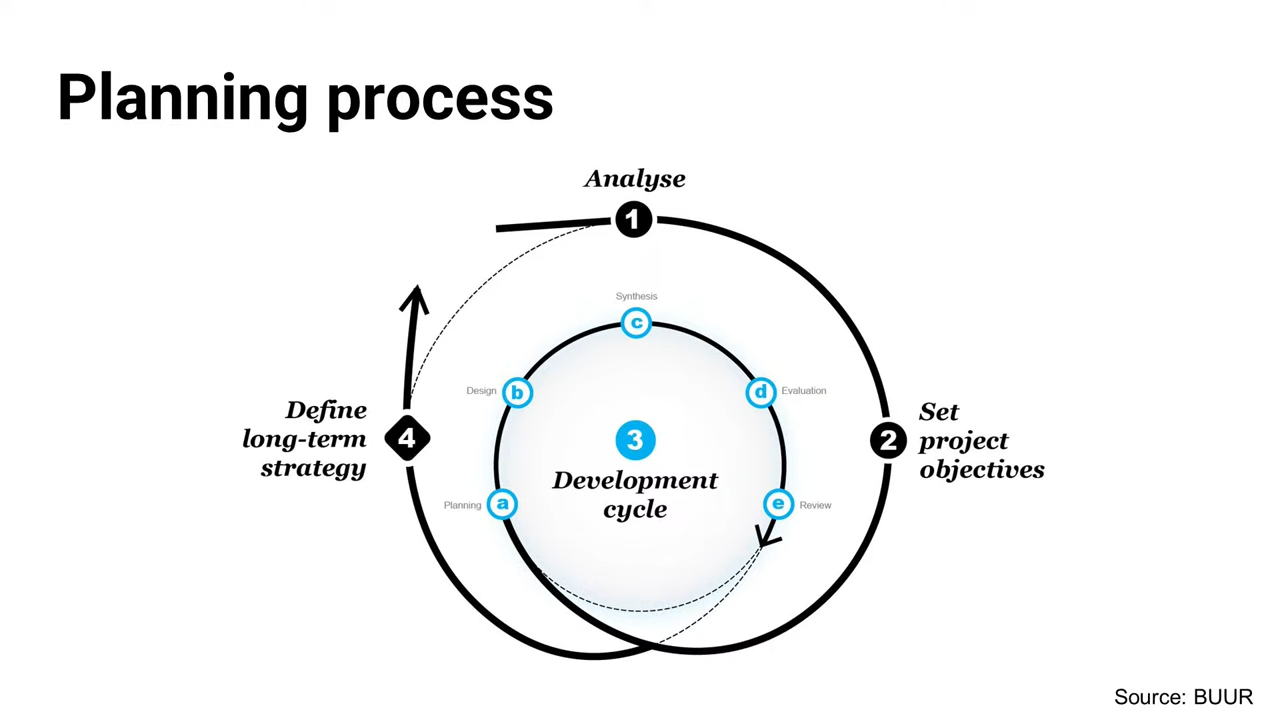 Planning process
Analyse
1
Synthesis
c
Design
b
d
Evaluation
Define
long-term
strategy
4
3
Development
cycle
2
Set
project
objectives
Planning
a
e
Review
Source: BUUR